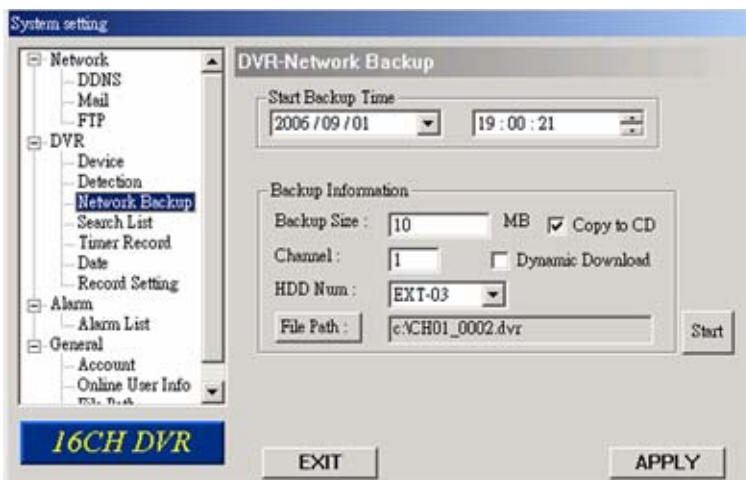 System setting
Network
DDNS
Mail
FTP
DVR
Device
Detection
Network Backup
Search List
Timer Record
Date
Record Setting
Alarm
Alarm List
General
Account
Online User Info
File Path
16CH DVR
DVR-Network Backup
Start Backup Time
2006 / 09 / 01 19 : 00 : 21
Backup Information
Backup Size : 10 MB Copy to CD
Channel : 1 Dynamic Download
HDD Num : EXT-03
File Path : c:\CH01_0002.dvr
Start
EXIT APPLY